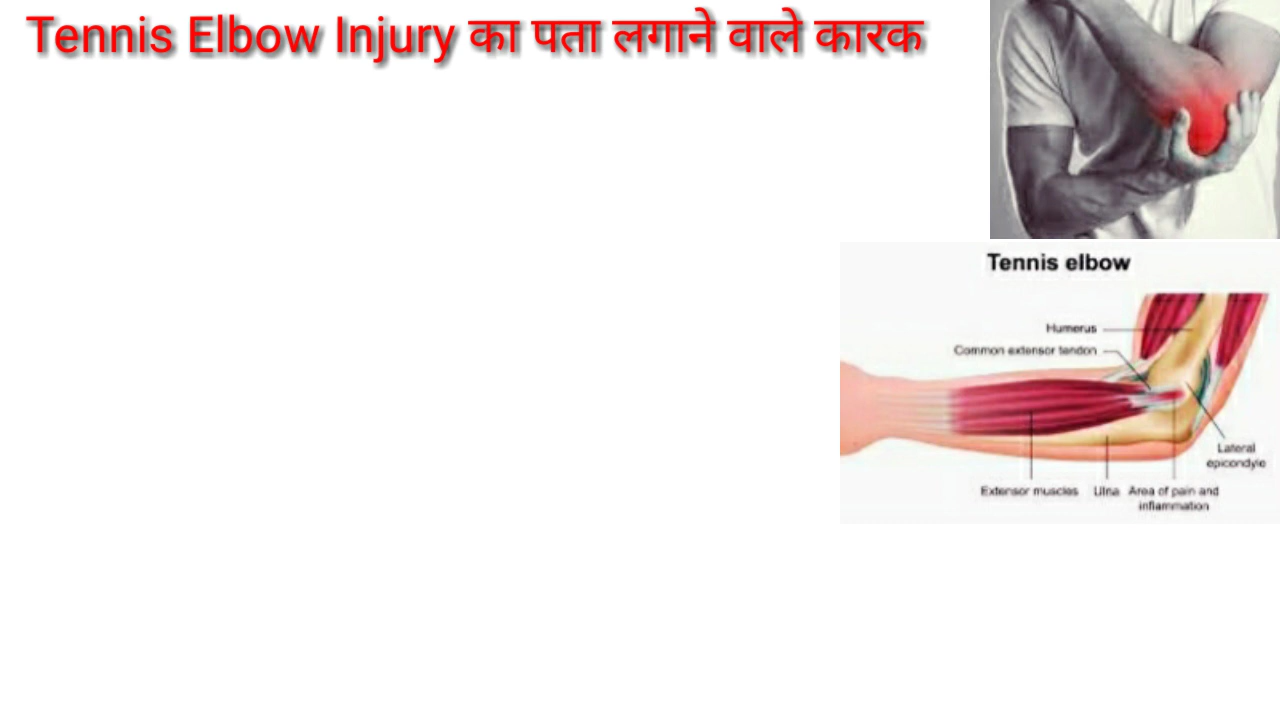 Tennis Elbow Injury का पता लगाने वाले कारक
Tennis elbow
Humerus
Common extensor tendon
Lateral
epicondyle
Extensor muscles
Ulna
Area of pain and
inflammation